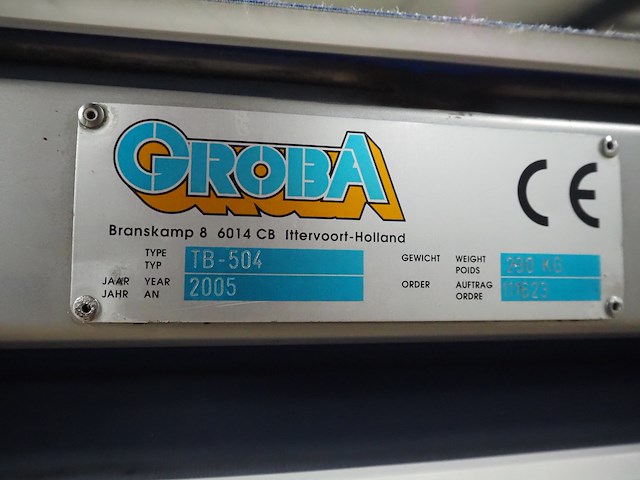 GROBA
CE
Branskamp 8 6014 CB Ittervoort-Holland
TYPE TYP TB-504 GEWICHT WEIGHT POIDS KG
JAAR JAHR YEAR AN 2005 ORDER AUFTRAG ORDRE